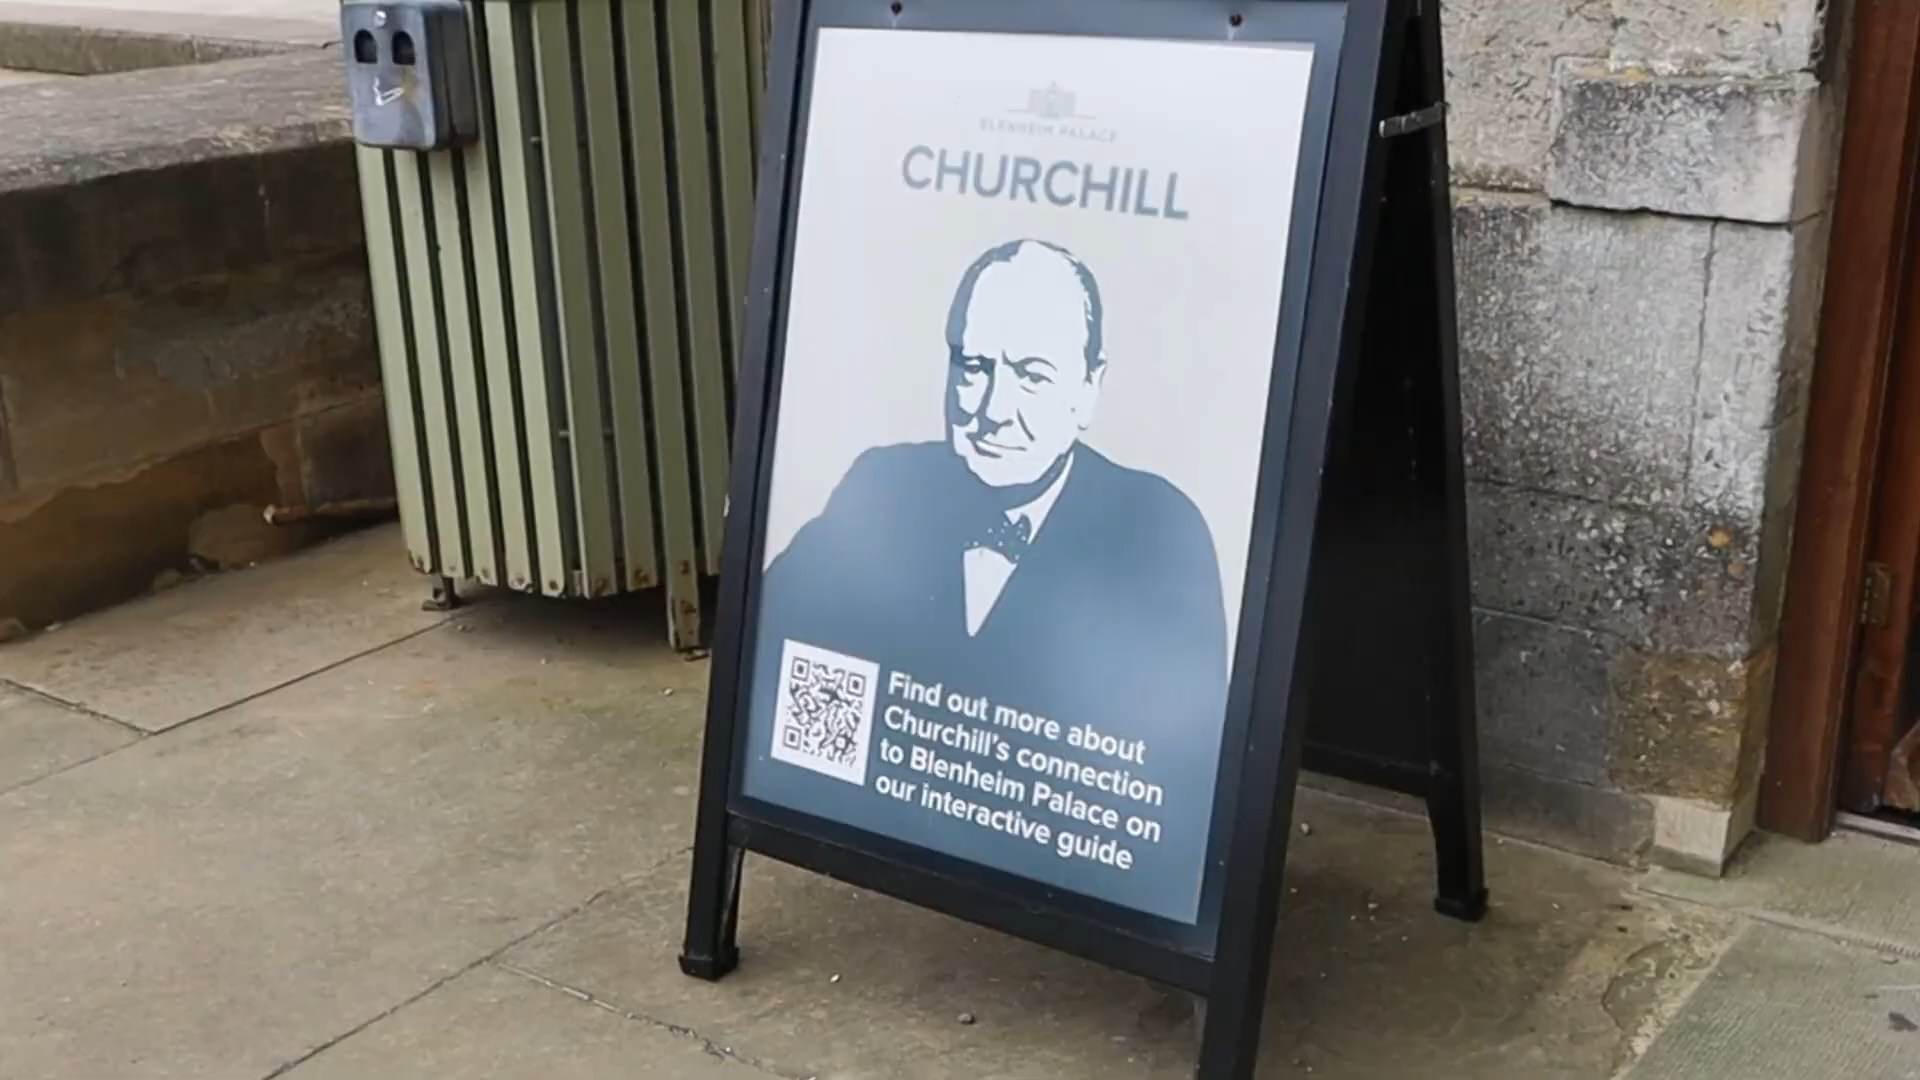 BLENHEIM PALACE
CHURCHILL
Find out more about
Churchill's connection
to Blenheim Palace on
our interactive guide